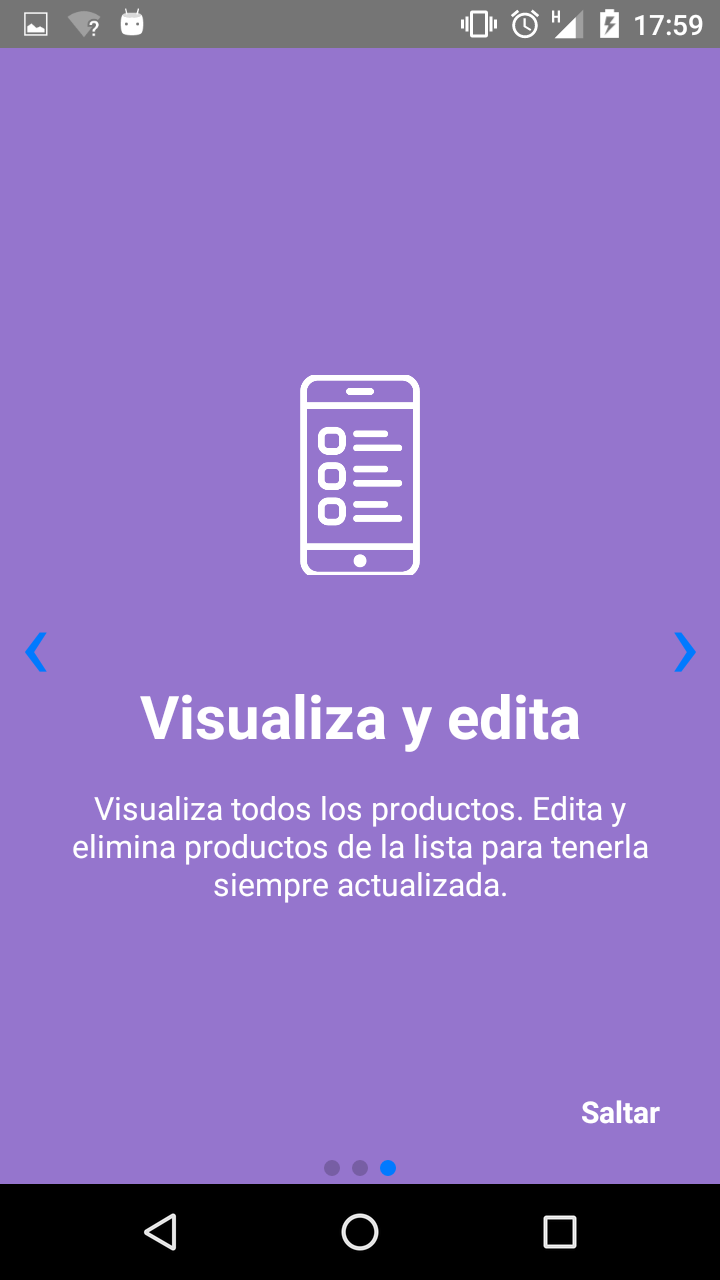 H
17:59
Visualiza y edita
Visualiza todos los productos. Edita y
elimina productos de la lista para tenerla
siempre actualizada.
Saltar